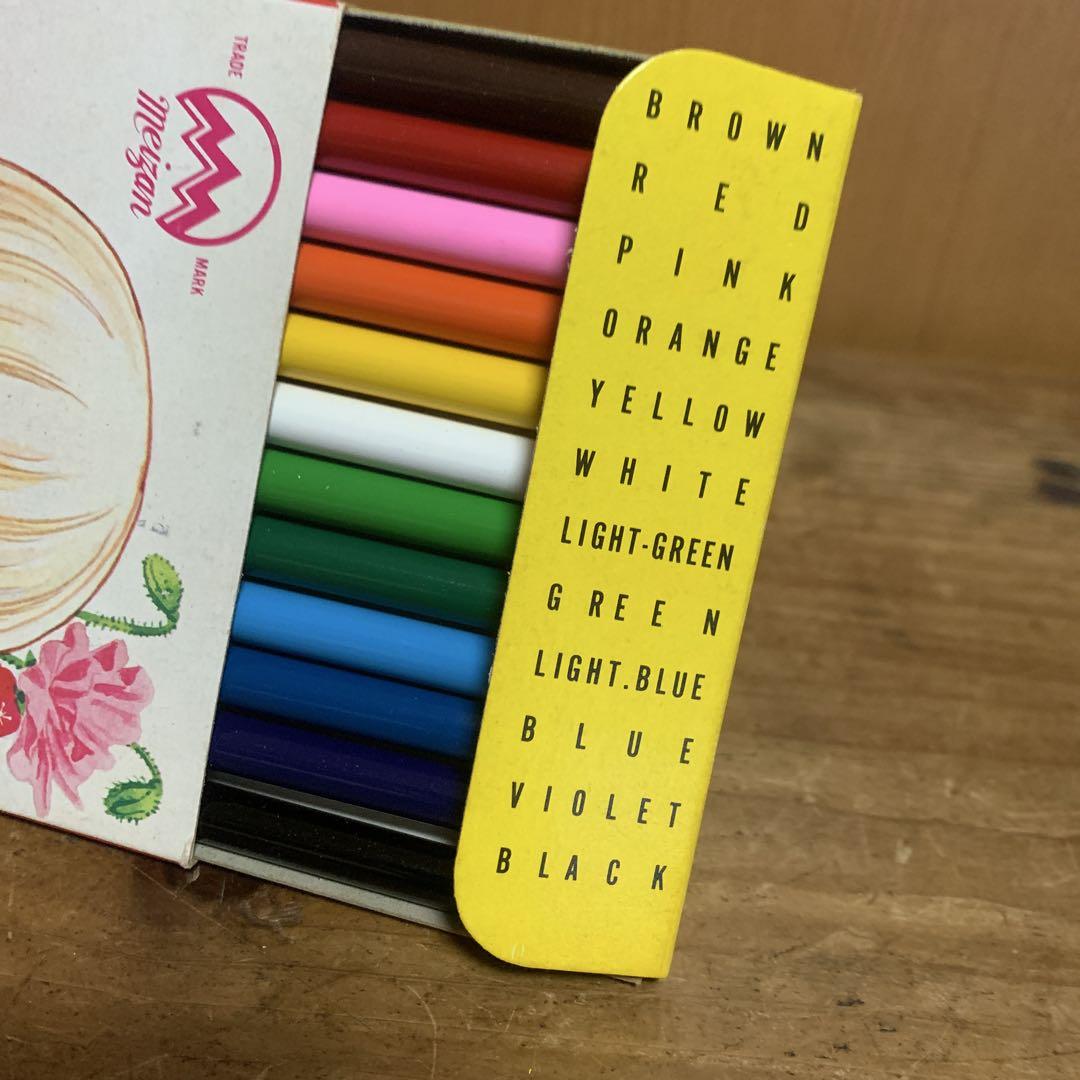 TRADE
Meizan
MARK
BROWN
RED
PINK
ORANGE
YELLOW
WHITE
LIGHT-GREEN
GREEN
LIGHT.BLUE
BLUE
VIOLET
BLACK